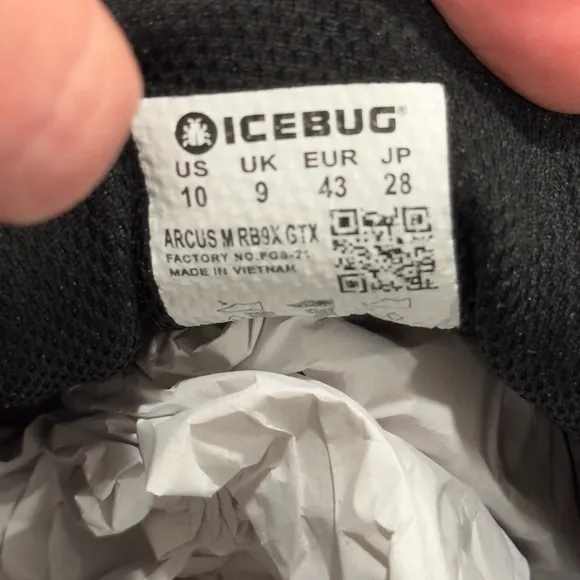 ICEBUG®
US UK EUR JP
10 9 43 28
ARCUS M RB9X GTX
FACTORY NO.FGS-21
MADE IN VIETNAM